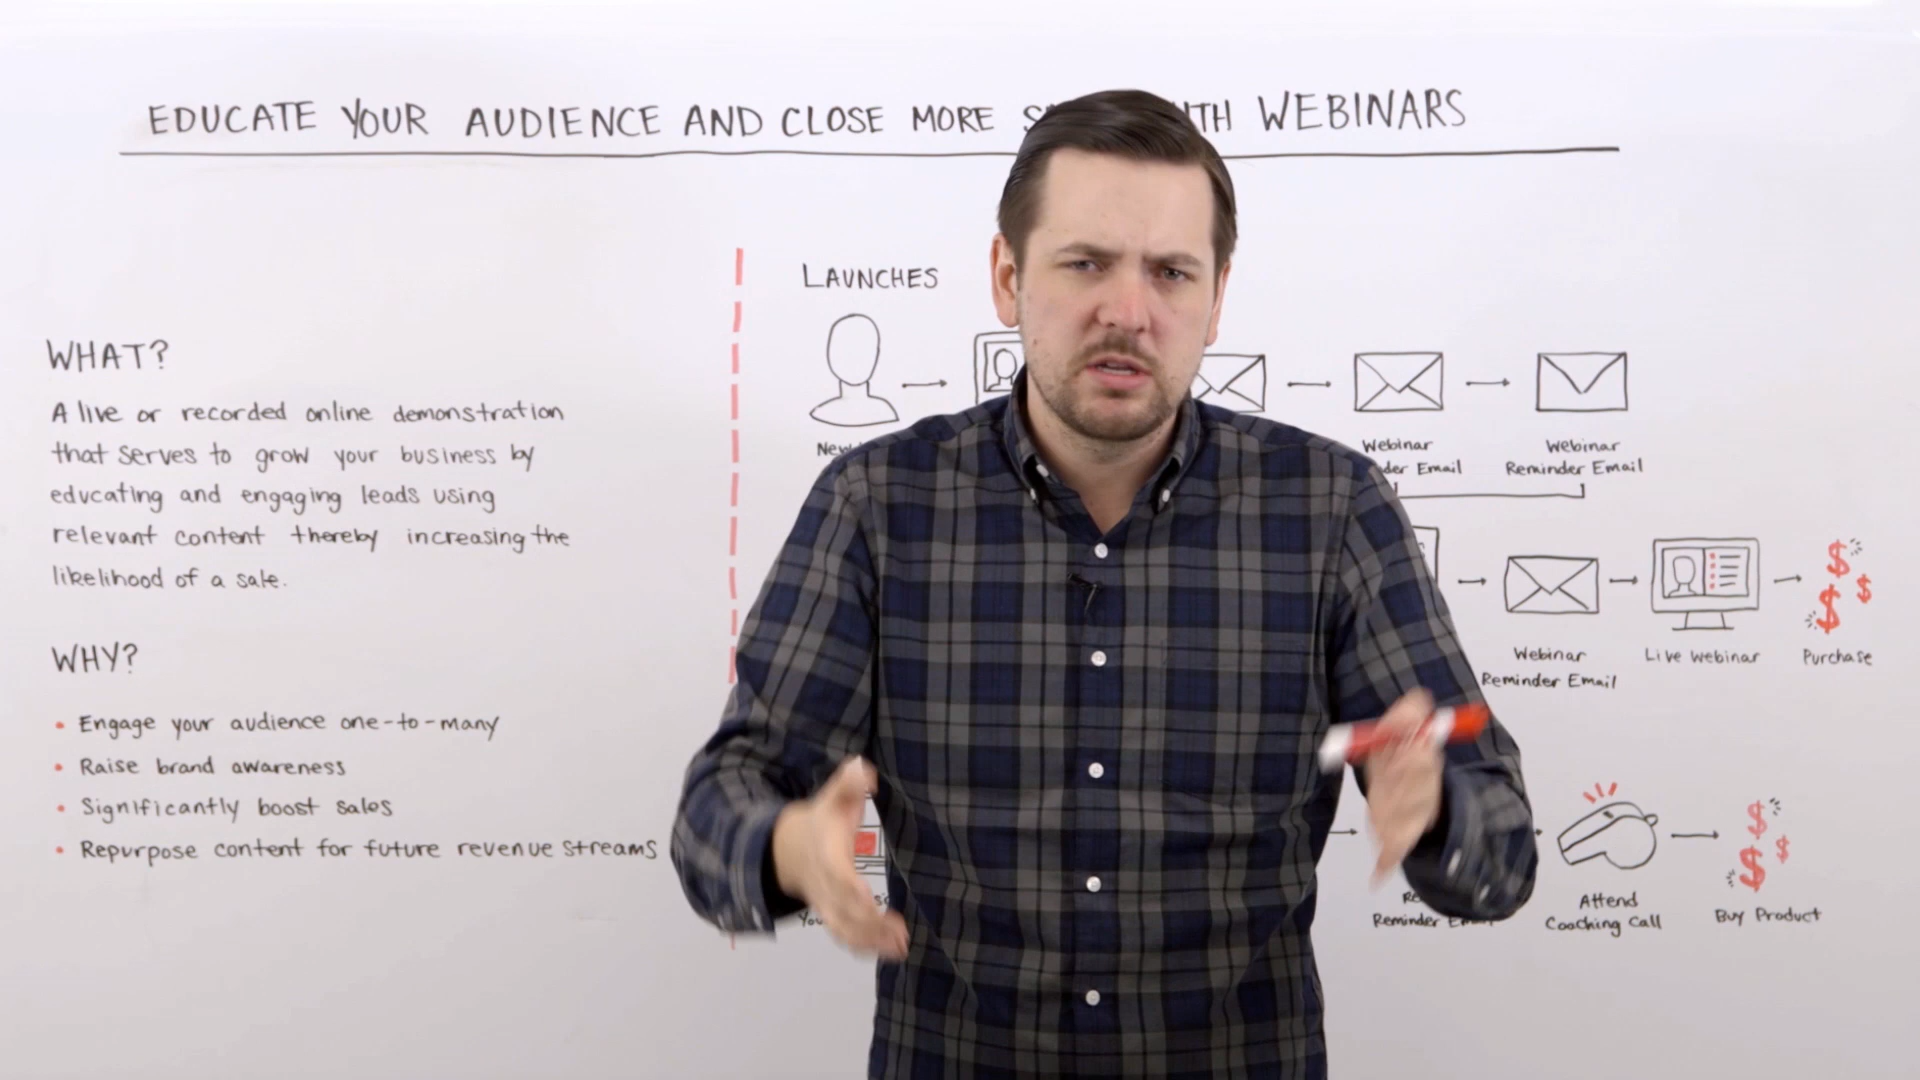 EDUCATE YOUR AUDIENCE AND CLOSE MORE WEBINARS
WHAT?
A live or recorded online demonstration
that serves to grow your business by
educating and engaging leads using
relevant content thereby increasing the
likelihood of a sale.
WHY?
• Engage your audience one-to-many
• Raise brand awareness
• Significantly boost sales
• Repurpose content for future revenue streams
LAUNCHES
Webinar
Email
Webinar
Reminder Email
Webinar
Reminder Email
Live Webinar
Purchase
Reminder
Attend
Coaching Call
Buy Product